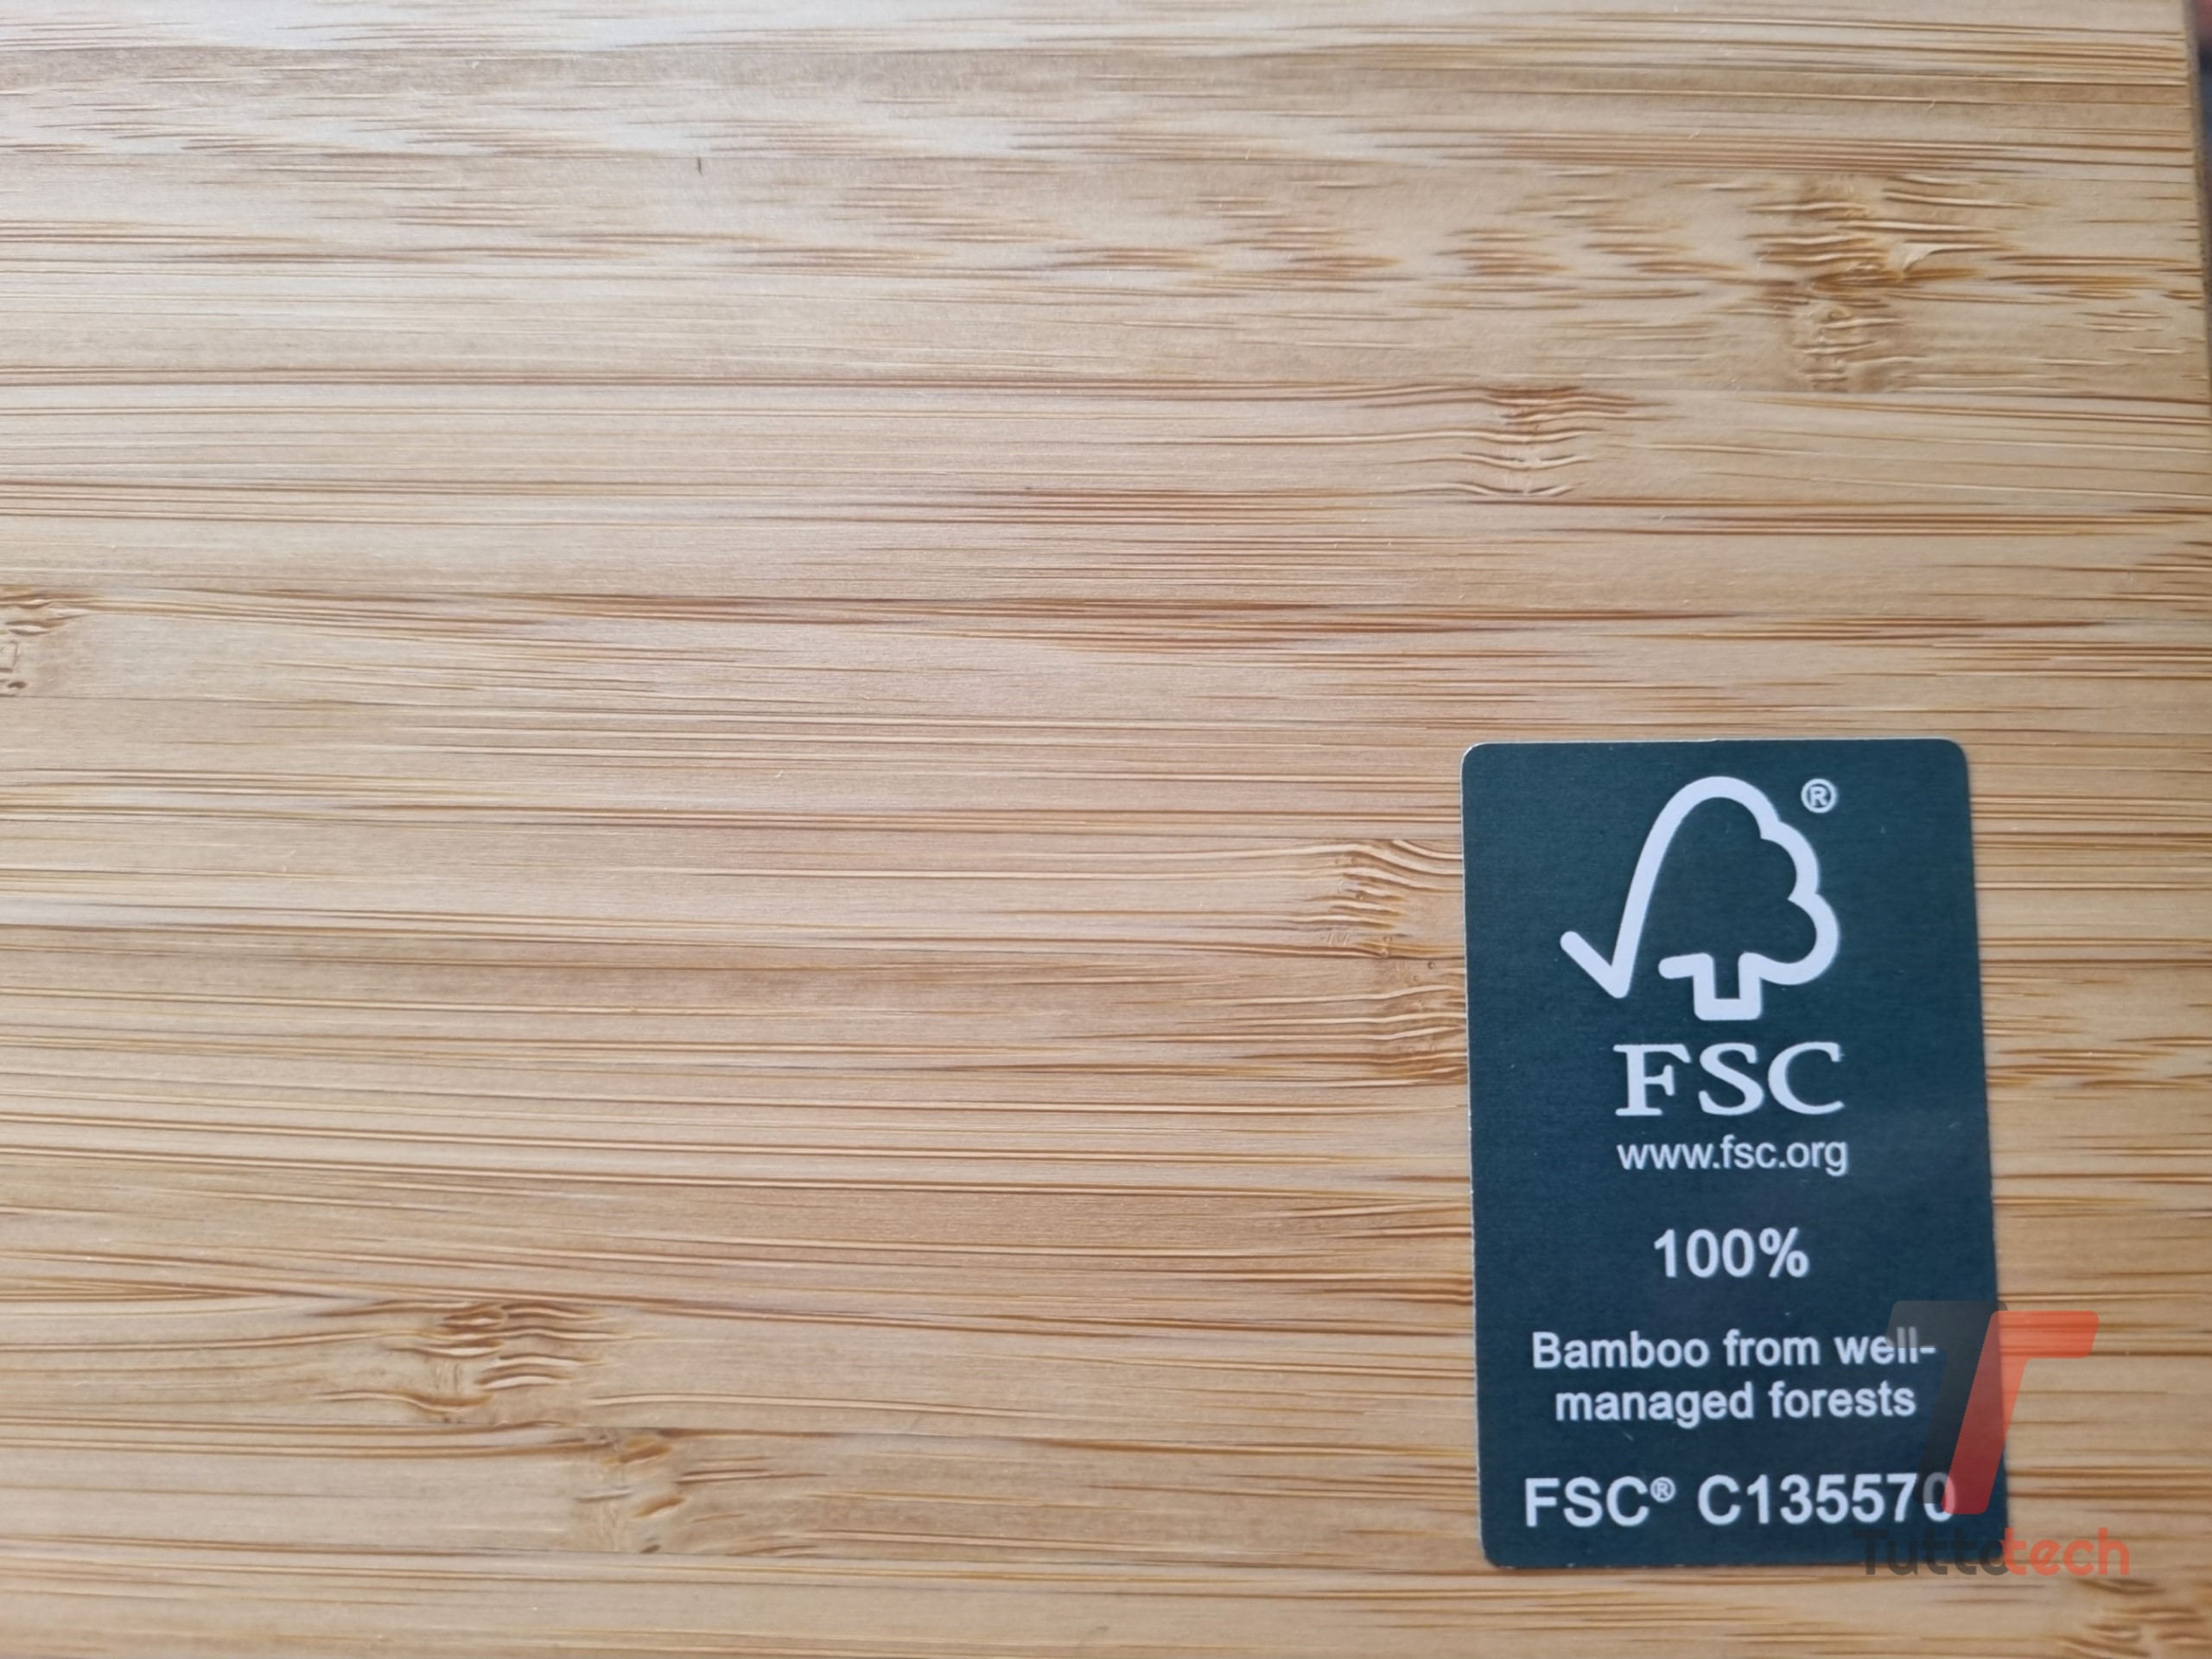 ®
FSC
www.fsc.org
100%
Bamboo from well-
managed forests
FSC® C135570
Tuttotech